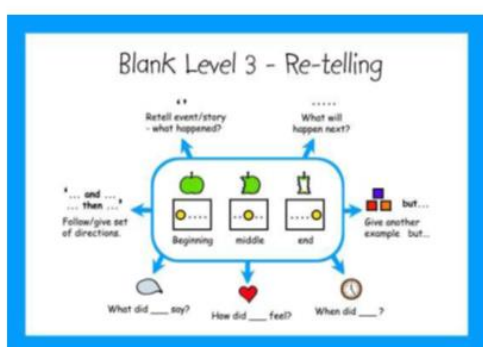 Blank Level 3 - Re-telling
Retell event/story
- what happened?
What will
happen next?
"... and ...
... then ..."
Follow/give set
of directions.
Beginning middle end
but...
Give another
example but...
What did ___ say?
How did ___ feel?
When did ___ ?